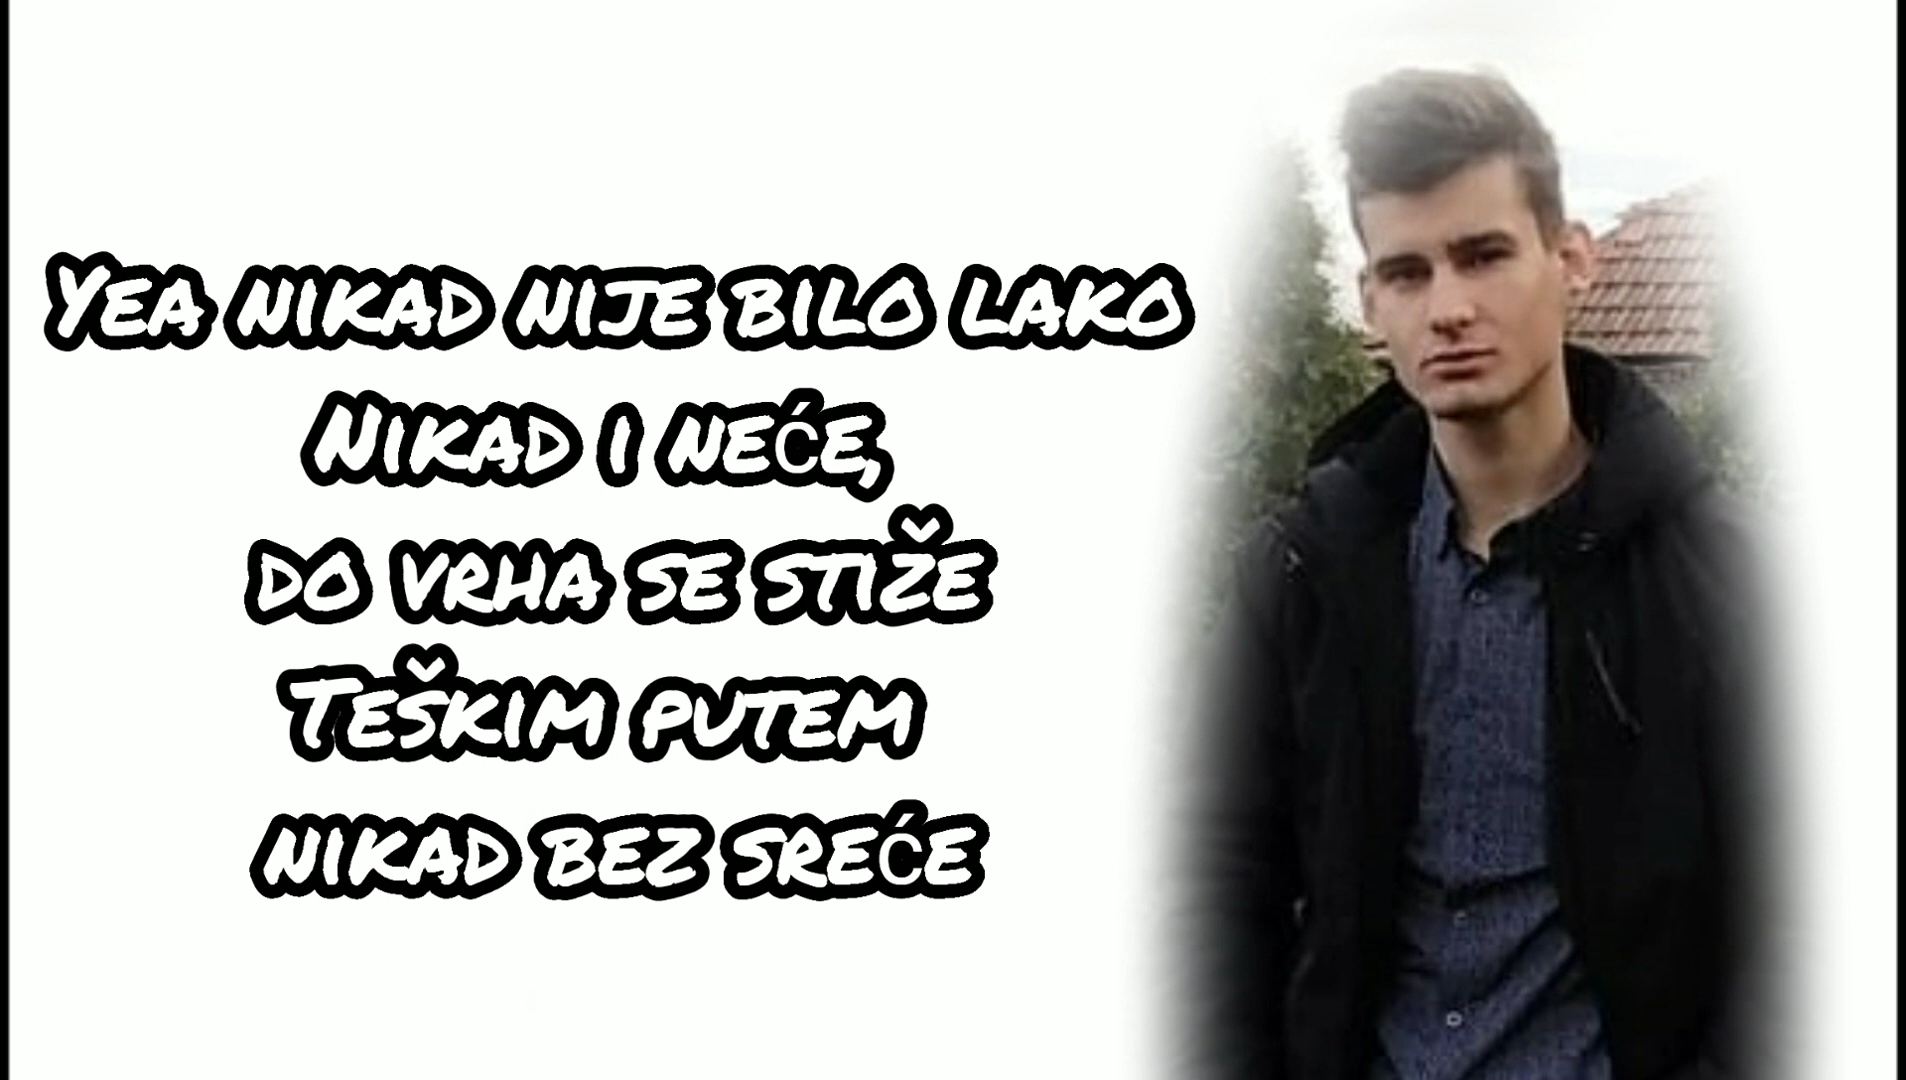 Yea nikad nije bilo lako
Nikad i neće,
do vrha se stiže
Teškim putem
nikad bez sreće